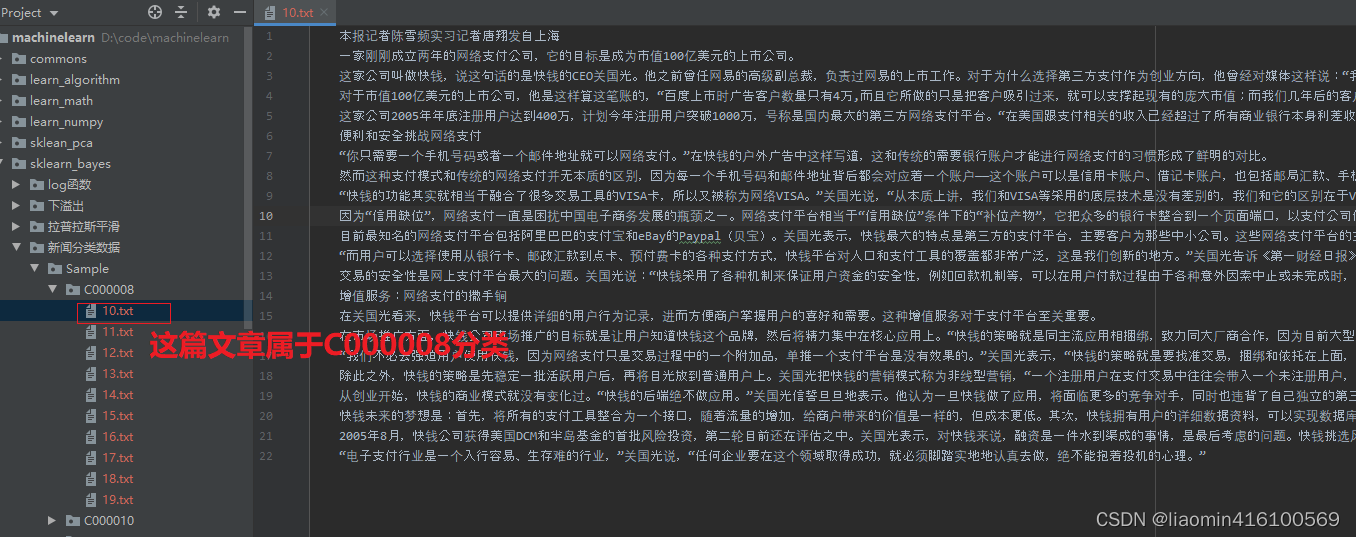 Project
10.txt
machinelearn D:\code\machinelearn
commons
learn_algorithm
learn_math
learn_numpy
sklean_pca
sklearn_bayes
log函数
下溢出
拉普拉斯平滑
新闻分类数据
Sample
C000008
10.txt
11.txt
12.txt
13.txt
14.txt
15.txt
16.txt
17.txt
18.txt
19.txt
C000010
1 本报记者陈雪频实习记者唐翔发自上海
2 一家刚刚成立两年的网络支付公司，它的目标是成为市值100亿美元的上市公司。
3 这家公司叫做快钱，说这句话的是快钱的CEO关国光。他之前曾任网易的高级副总裁，负责过网易的上市工作。对于为什么选择第三方支付作为创业方向，他曾经对媒体这样说：“我
4 对于市值100亿美元的上市公司，他是这样算这笔账的，“百度上市时广告客户数量只有4万,而且它所做的只是把客户吸引过来，就可以支撑起现有的庞大市值；而我们几年后的客户
5 这家公司2005年年底注册用户达到400万，计划今年注册用户突破1000万，号称是国内最大的第三方网络支付平台。“在美国跟支付相关的收入已经超过了所有商业银行本身利差收
6 便利和安全挑战网络支付
7 “你只需要一个手机号码或者一个邮件地址就可以网络支付。”在快钱的户外广告中这样写道，这和传统的需要银行账户才能进行网络支付的习惯形成了鲜明的对比。
8 然而这种支付模式和传统的网络支付并无本质的区别，因为每一个手机号码和邮件地址背后都会对应着一个账户——这个账户可以是信用卡账户、借记卡账户，也包括邮局汇款、手机
9 “快钱的功能其实就相当于融合了很多交易工具的VISA卡，所以又被称为网络VISA。”关国光说，“从本质上讲，我们和VISA等采用的底层技术是没有差别的，我们和它的区别在于V
10 因为“信用缺位”，网络支付一直是困扰中国电子商务发展的瓶颈之一。网络支付平台相当于“信用缺位”条件下的“补位产物”，它把众多的银行卡整合到一个页面端口，以支付公司
11 目前最知名的网络支付平台包括阿里巴巴的支付宝和eBay的Paypal（贝宝）。关国光表示，快钱最大的特点是第三方的支付平台，主要客户为那些中小公司。这些网络支付平台的支
12 “而用户可以选择使用从银行卡、邮政汇款到点卡、预付费卡的各种支付方式，快钱平台对人口和支付工具的覆盖都非常广泛，这是我们创新的地方。”关国光告诉《第一财经日报》
13 交易的安全性是网上支付平台最大的问题。关国光说：“快钱采用了各种机制来保证用户资金的安全性，例如回款机制等，可以在用户付款过程由于各种意外因素中止或未完成时，
14 增值服务：网络支付的撒手锏
15 在关国光看来，快钱平台可以提供详细的用户行为记录，进而方便商户掌握用户的喜好和需要。这种增值服务对于支付平台至关重要。
在市场推广方面，快钱公司市场推广的目标就是让用户知道快钱这个品牌，然后将精力集中在核心应用上。“快钱的策略就是同主流应用相捆绑，致力同大厂商合作，因为目前大型
这篇文章属于C000008分类
“我们不必去强迫用户使用快钱，因为网络支付只是交易过程中的一个附加品，单推一个支付平台是没有效果的。”关国光表示，“快钱的策略就是要找准交易，捆绑和依托在上面，
18 除此之外，快钱的策略是先稳定一批活跃用户后，再将目光放到普通用户上。关国光把快钱的营销模式称为非线型营销，“一个注册用户在支付交易中往往会带入一个未注册用户，
19 从创业开始，快钱的商业模式就没有变化过。“快钱的后端绝不做应用。”关国光信誓旦旦地表示。他认为一旦快钱做了应用，将面临更多的竞争对手，同时也违背了自己独立的第三
20 快钱未来的梦想是：首先，将所有的支付工具整合为一个接口，随着流量的增加，给商户带来的价值是一样的，但成本更低。其次，快钱拥有用户的详细数据资料，可以实现数据库
21 2005年8月，快钱公司获得美国DCM和半岛基金的首批风险投资，第二轮目前还在评估之中。关国光表示，对快钱来说，融资是一件水到渠成的事情，是最后考虑的问题。快钱挑选风
22 “电子支付行业是一个入行容易、生存难的行业，”关国光说，“任何企业要在这个领域取得成功，就必须脚踏实地地认真去做，绝不能抱着投机的心理。”
CSDN @liaomin416100569